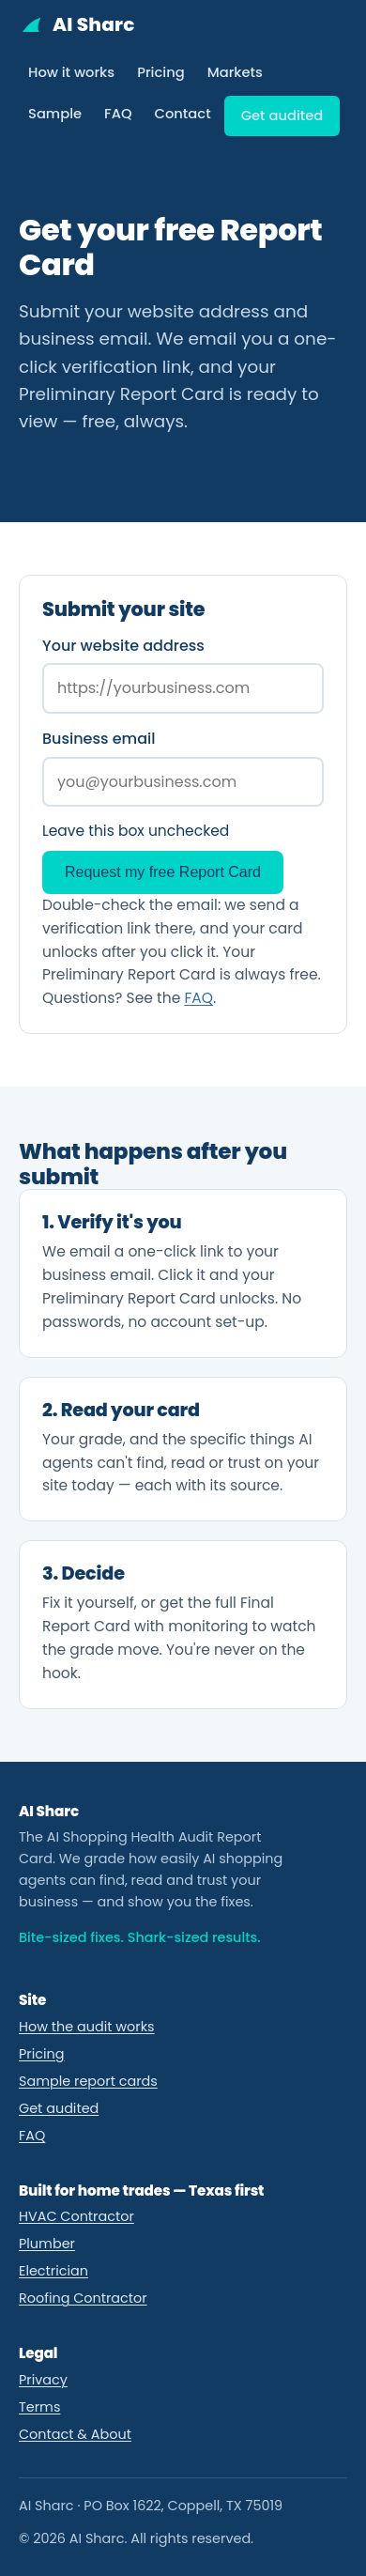 AI Sharc
How it works Pricing Markets
Sample FAQ Contact Get audited
Get your free Report
Card
Submit your website address and
business email. We email you a one-
click verification link, and your
Preliminary Report Card is ready to
view — free, always.
Submit your site
Your website address
https://yourbusiness.com
Business email
you@yourbusiness.com
Leave this box unchecked
Request my free Report Card
Double-check the email: we send a
verification link there, and your card
unlocks after you click it. Your
Preliminary Report Card is always free.
Questions? See the FAQ.
What happens after you
submit
1. Verify it's you
We email a one-click link to your
business email. Click it and your
Preliminary Report Card unlocks. No
passwords, no account set-up.
2. Read your card
Your grade, and the specific things AI
agents can't find, read or trust on your
site today — each with its source.
3. Decide
Fix it yourself, or get the full Final
Report Card with monitoring to watch
the grade move. You're never on the
hook.
AI Sharc
The AI Shopping Health Audit Report
Card. We grade how easily AI shopping
agents can find, read and trust your
business — and show you the fixes.
Bite-sized fixes. Shark-sized results.
Site
How the audit works
Pricing
Sample report cards
Get audited
FAQ
Built for home trades — Texas first
HVAC Contractor
Plumber
Electrician
Roofing Contractor
Legal
Privacy
Terms
Contact & About
AI Sharc · PO Box 1622, Coppell, TX 75019
© 2026 AI Sharc. All rights reserved.